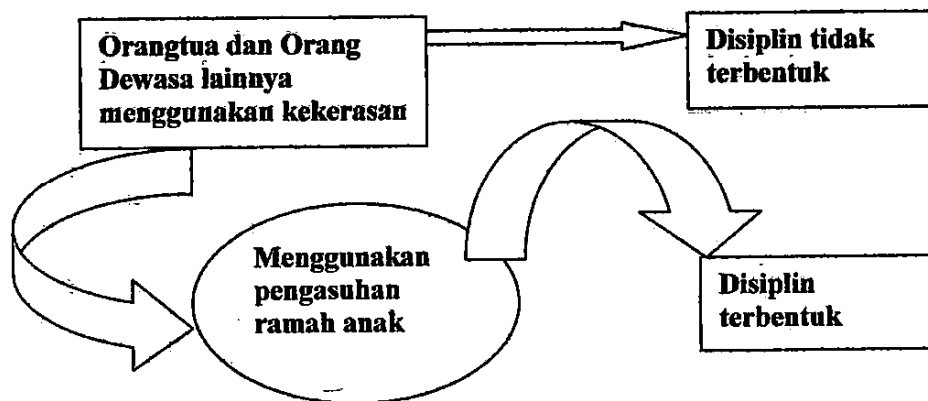 Orangtua dan Orang
Dewasa lainnya
menggunakan kekerasan
Disiplin tidak
terbentuk
Menggunakan
pengasuhan
ramah anak
Disiplin
terbentuk